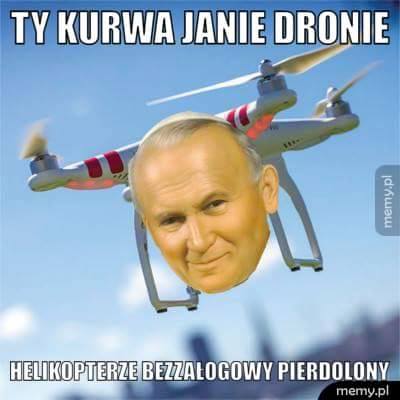 TY KURWA JANIE DRONIE
memy.pl
HELIKOPTERZE BEZZAŁOGOWY PIERDOLONY
memy.pl